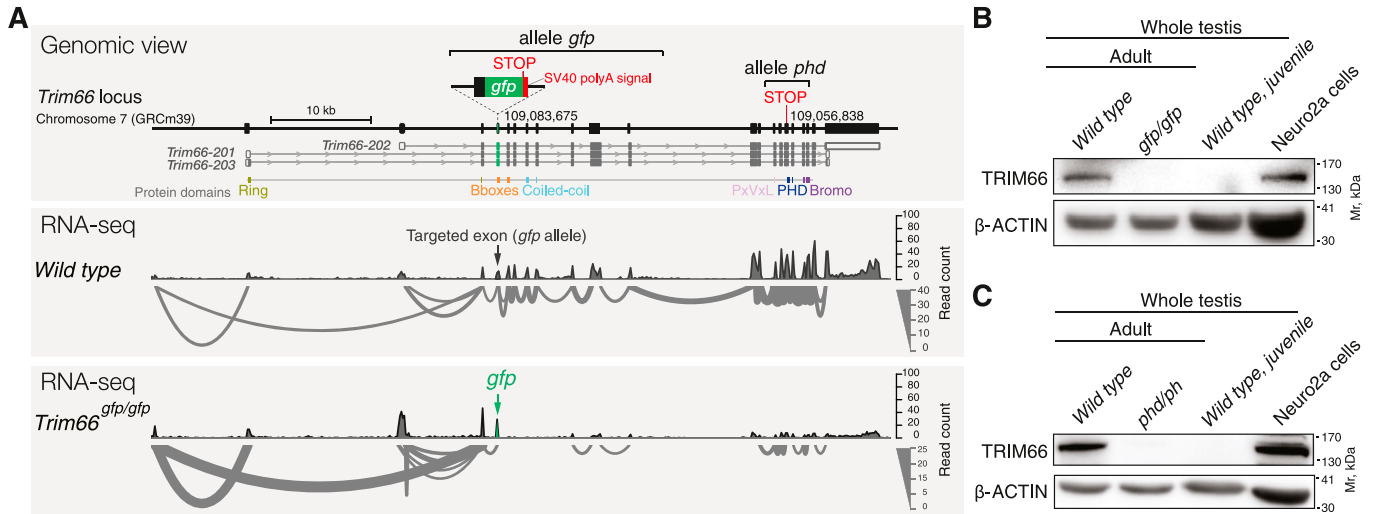 A
Genomic view
allele gfp
STOP
gfp
SV40 polyA signal
allele phd
STOP
Trim66 locus
Chromosome 7 (GRCm39)
10 kb
109,083,675
109,056,838
Trim66-202
Trim66-201
Trim66-203
Protein domains
Ring
Bboxes
Coiled-coil
PxVxL
PHD
Bromo
RNA-seq
Wild type
Targeted exon (gfp allele)
100
80
60
40
20
0
Read count
40
30
20
10
0
Read count
RNA-seq
Trim66gfp/gfp
gfp
100
80
60
40
20
0
Read count
25
20
15
5
0
Read count
B
Whole testis
Adult
Wild type
gfp/gfp
Wild type, juvenile
Neuro2a cells
TRIM66
170
130
β-ACTIN
41
30
Mr, kDa
C
Whole testis
Adult
Wild type
phd/ph
Wild type, juvenile
Neuro2a cells
TRIM66
170
130
β-ACTIN
41
30
Mr, kDa